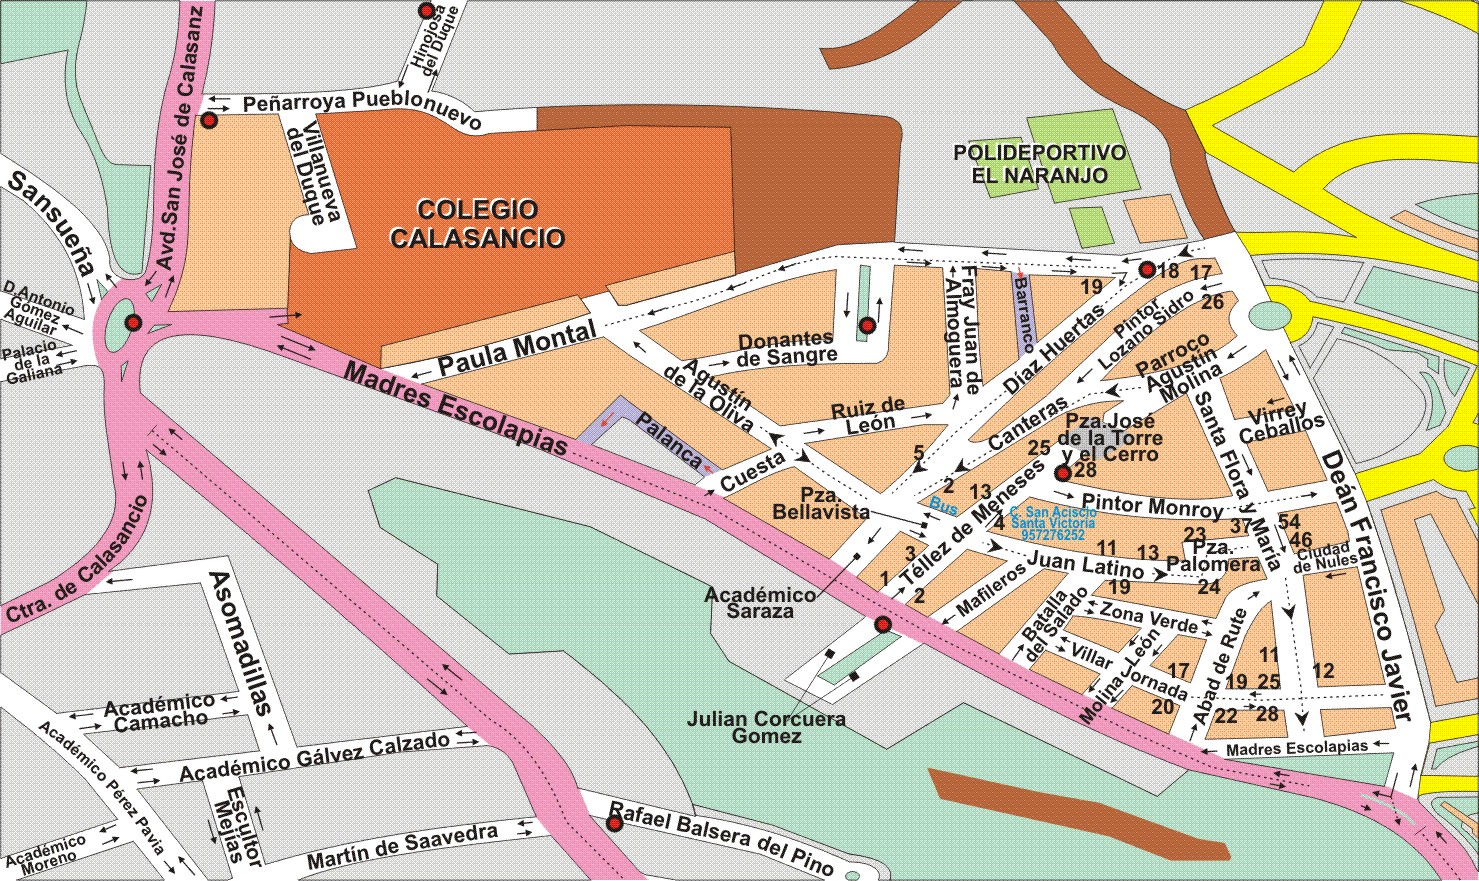 Hinojosa
del Duque
Avd.San José de Calasanz
Peñarroya Pueblonuevo
Villanueva
del Duque
COLEGIO
CALASANCIO
POLIDEPORTIVO
EL NARANJO
Sansueña
D.Antonio
Gómez
Aguilar
Palacio
de la
Galiana
18
17
19
26
Barranco
Fray Juan de
Almoguera
Díaz Huertas
Pintor
Lozano Sidro
Parroco
Agustín
Molina
Paula Montal
Donantes
de Sangre
Madres Escolapias
Agustín
de la Oliva
Ruiz de
León
Canteras
Pza.José
de la Torre
y el Cerro
25
28
Santa Flora y María
Virrey
Ceballos
Palanca
Cuesta
5
2
13
Pza.
Bellavista
Bus
4
C. San Acisclo
Santa Victoria
957276252
Pintor Monroy
Deán Francisco Javier
Téllez de Meneses
3
1
2
Juan Latino
11
13
23
37
54
46
Pza.
Palomera
Ciudad
de Nules
19
24
Mafileros
Académico
Saraza
Batalla
del Salado
Zona Verde
Villar
Molina León
Jornada
17
20
Abad de Rute
11
19
25
12
22
28
Madres Escolapias
Julian Corcuera
Gomez
Ctra. de Calasancio
Asomadillas
Académico
Camacho
Académico Gálvez Calzado
Académico Pérez Pavia
Escultor
Mejías
Académico
Moreno
Martín de Saavedra
Rafael Balsera del Pino